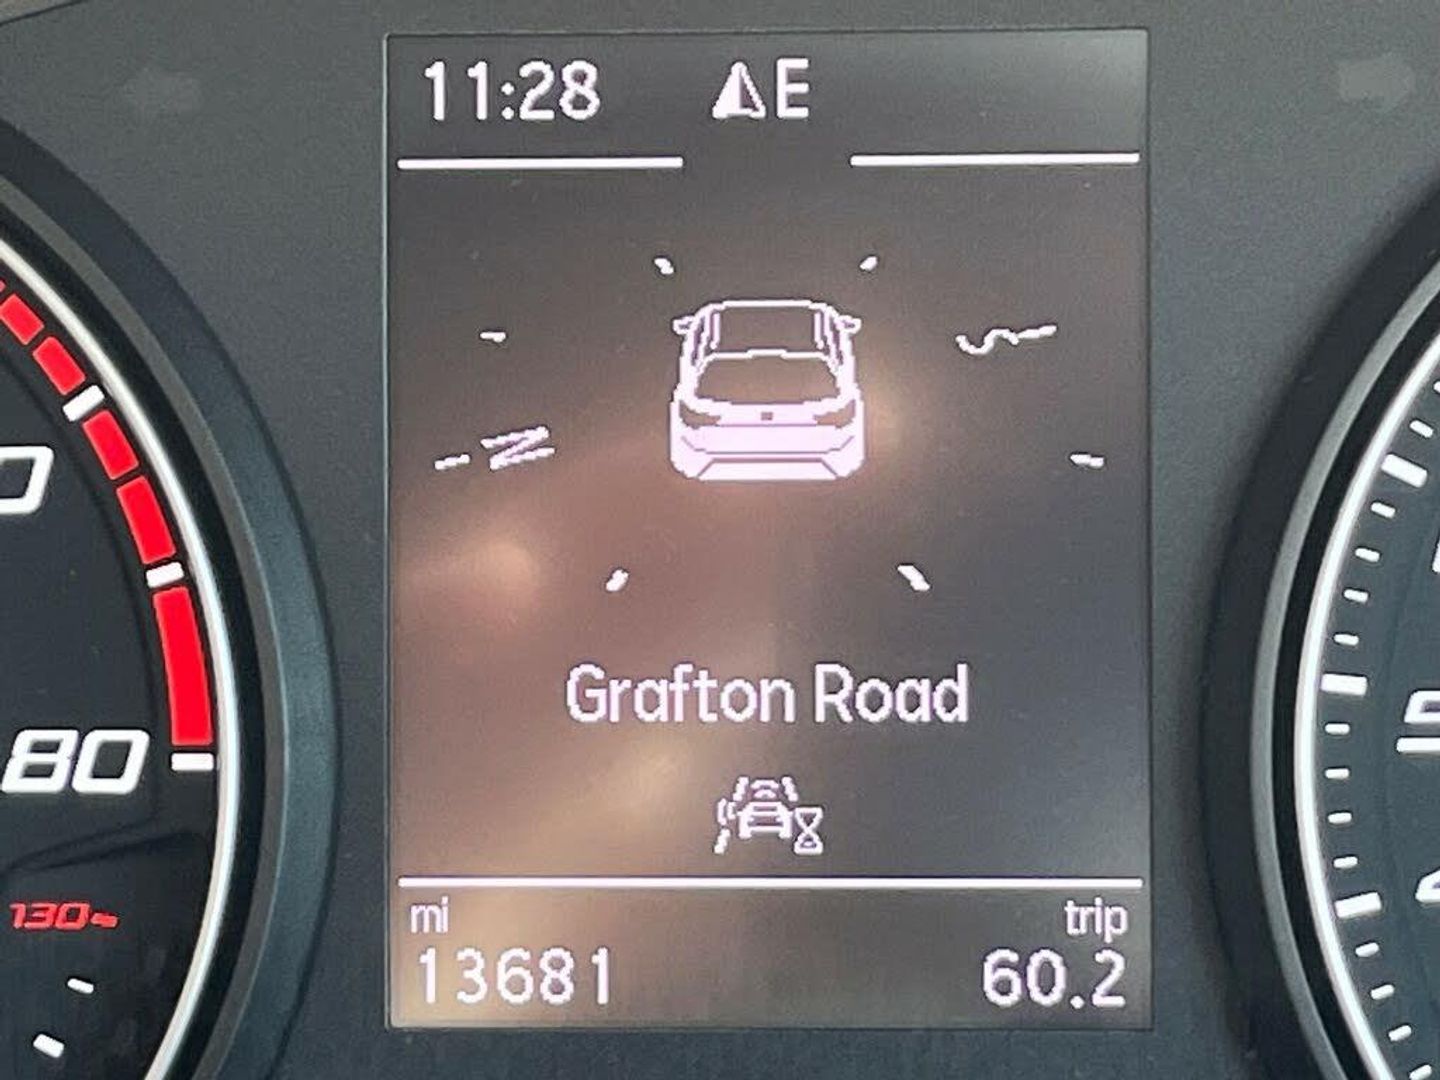 11:28 E
N
Grafton Road
80
130
mi trip
13681 60.2